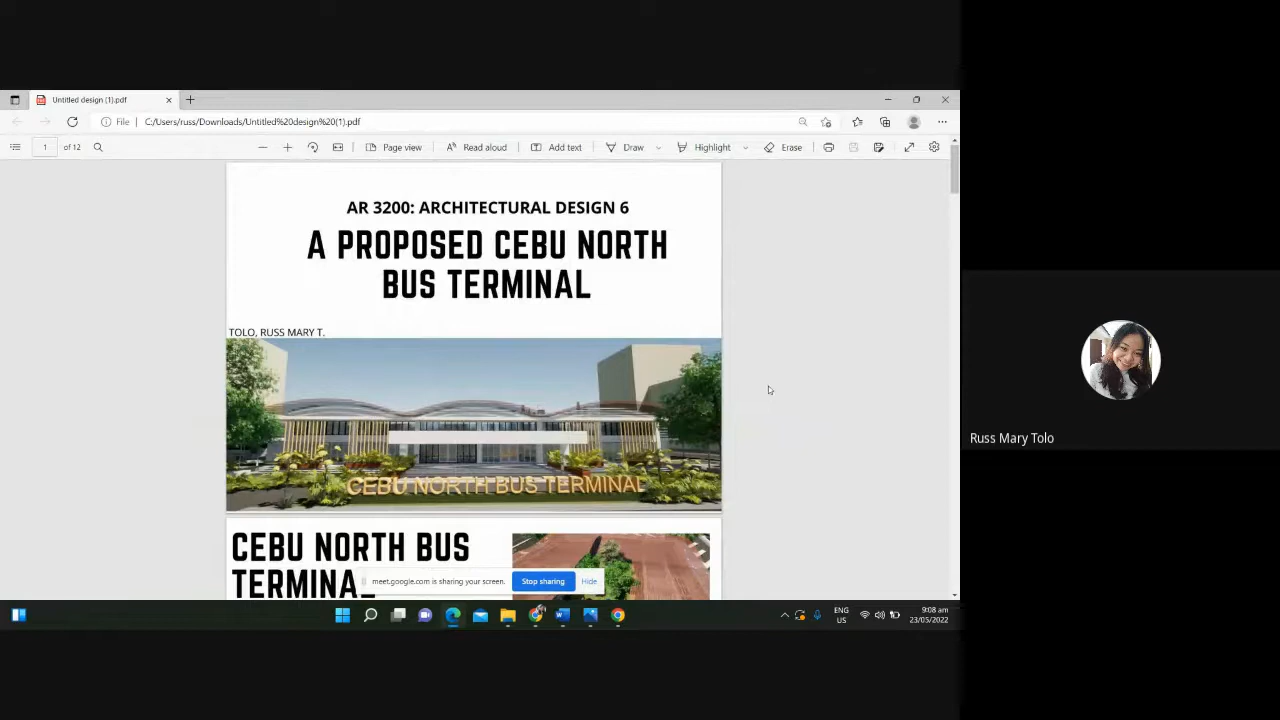 Untitled design (1).pdf
File
C:/Users/russ/Downloads/Untitled%20design%20(1).pdf
1 of 12
Page view
Read aloud
Add text
Draw
Highlight
Erase
AR 3200: ARCHITECTURAL DESIGN 6
A PROPOSED CEBU NORTH
BUS TERMINAL
TOLO, RUSS MARY T.
CEBU NORTH BUS TERMINAL
CEBU NORTH BUS
TERMINA
meet.google.com is sharing your screen.
Stop sharing
Hide
Russ Mary Tolo
ENG
US
9:08 am
23/05/2022